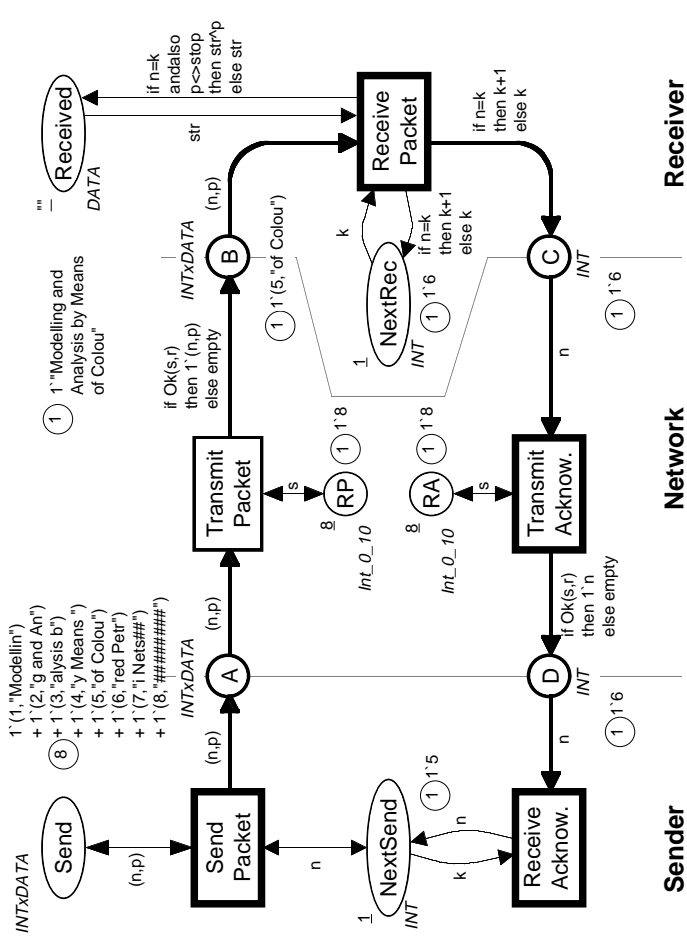 INTxDATA
Send
8
1`(1,"Modellin")
+ 1`(2,"g and An")
+ 1`(3,"alysis b")
+ 1`(4,"y Means ")
+ 1`(5,"of Colou")
+ 1`(6,"red Petr")
+ 1`(7,"i Nets##")
+ 1`(8,"########")
1
1`"Modelling and
Analysis by Means
of Colou"
""
Received
DATA
(n,p)
str
if n=k
andalso
p<>stop
then str^p
else str
Send
Packet
(n,p)
INTxDATA
A
(n,p)
Transmit
Packet
if Ok(s,r)
then 1`(n,p)
else empty
INTxDATA
B
(n,p)
1
1`(5,"of Colou")
Receive
Packet
n
s
8
RP
Int_0_10
1
1`8
k
if n=k
then k+1
else k
1
NextSend
INT
1
1`5
8
RA
Int_0_10
1
1`8
1
NextRec
INT
1
1`6
if n=k
then k+1
else k
k
n
s
Receive
Acknow.
n
D
INT
1
1`6
if Ok(s,r)
then 1`n
else empty
Transmit
Acknow.
n
C
INT
1
1`6
Sender
Network
Receiver